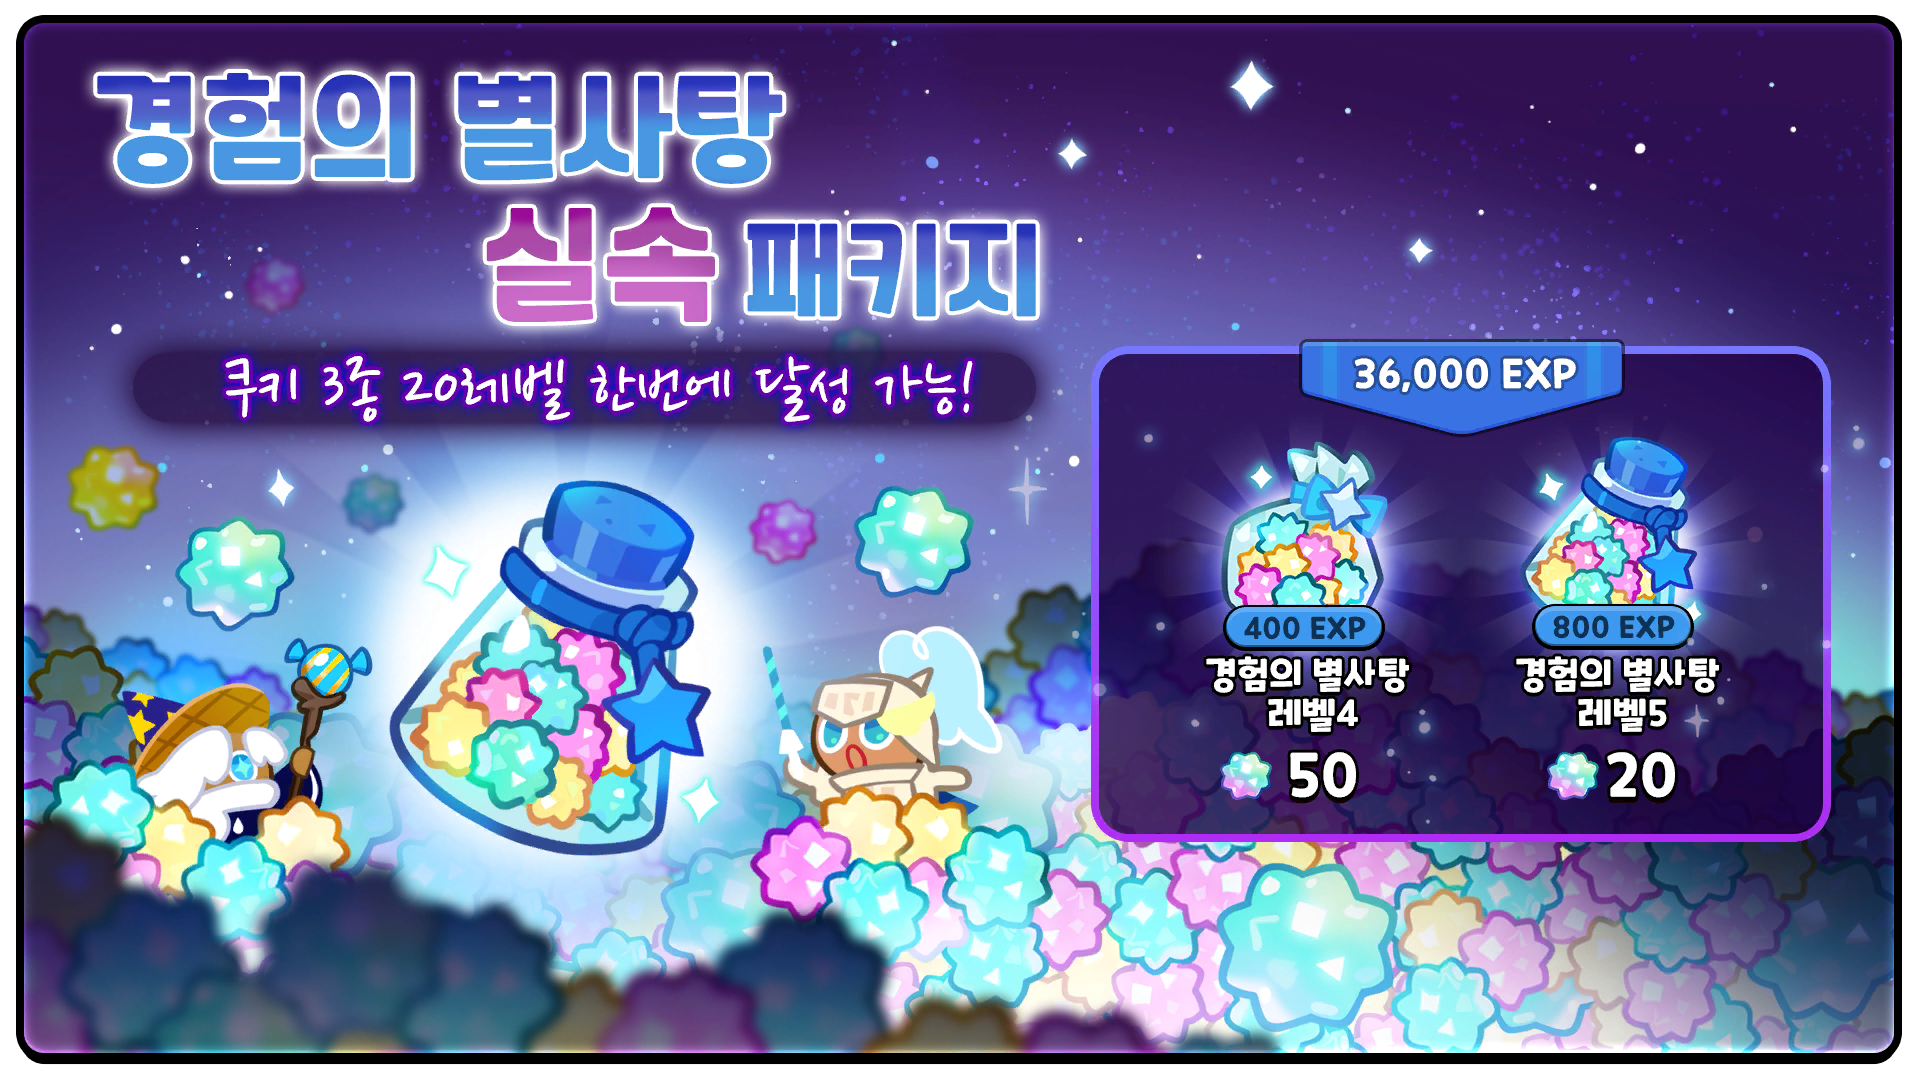 경험의 별사탕
실속 패키지
쿠키 3종 20레벨 한번에 달성 가능!
36,000 EXP
400 EXP
경험의 별사탕
레벨4
50
800 EXP
경험의 별사탕
레벨5
20